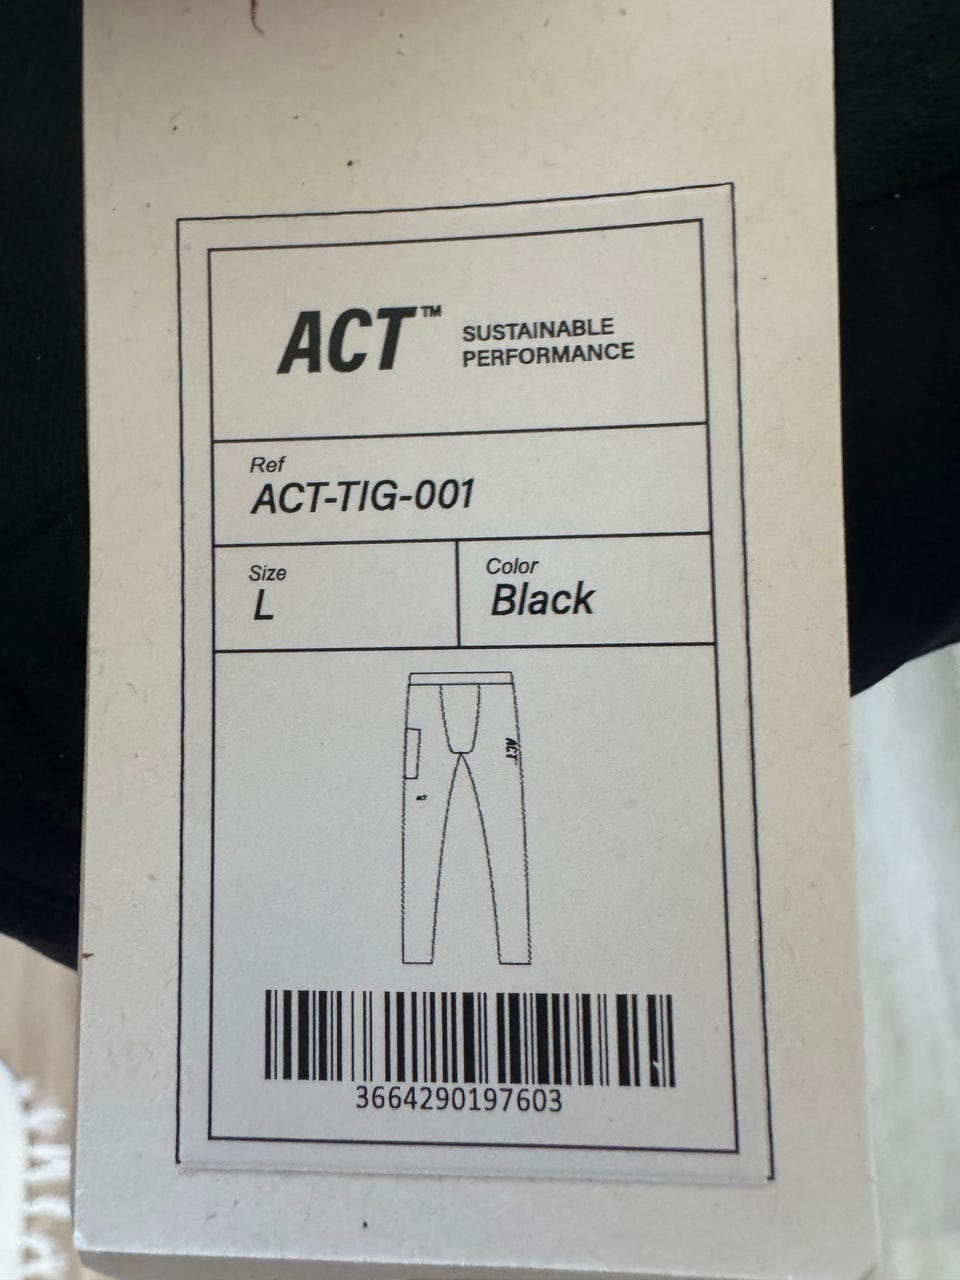 ACT™
SUSTAINABLE
PERFORMANCE
Ref
ACT-TIG-001
Size
L
Color
Black
ACT
ACT
3664290197603